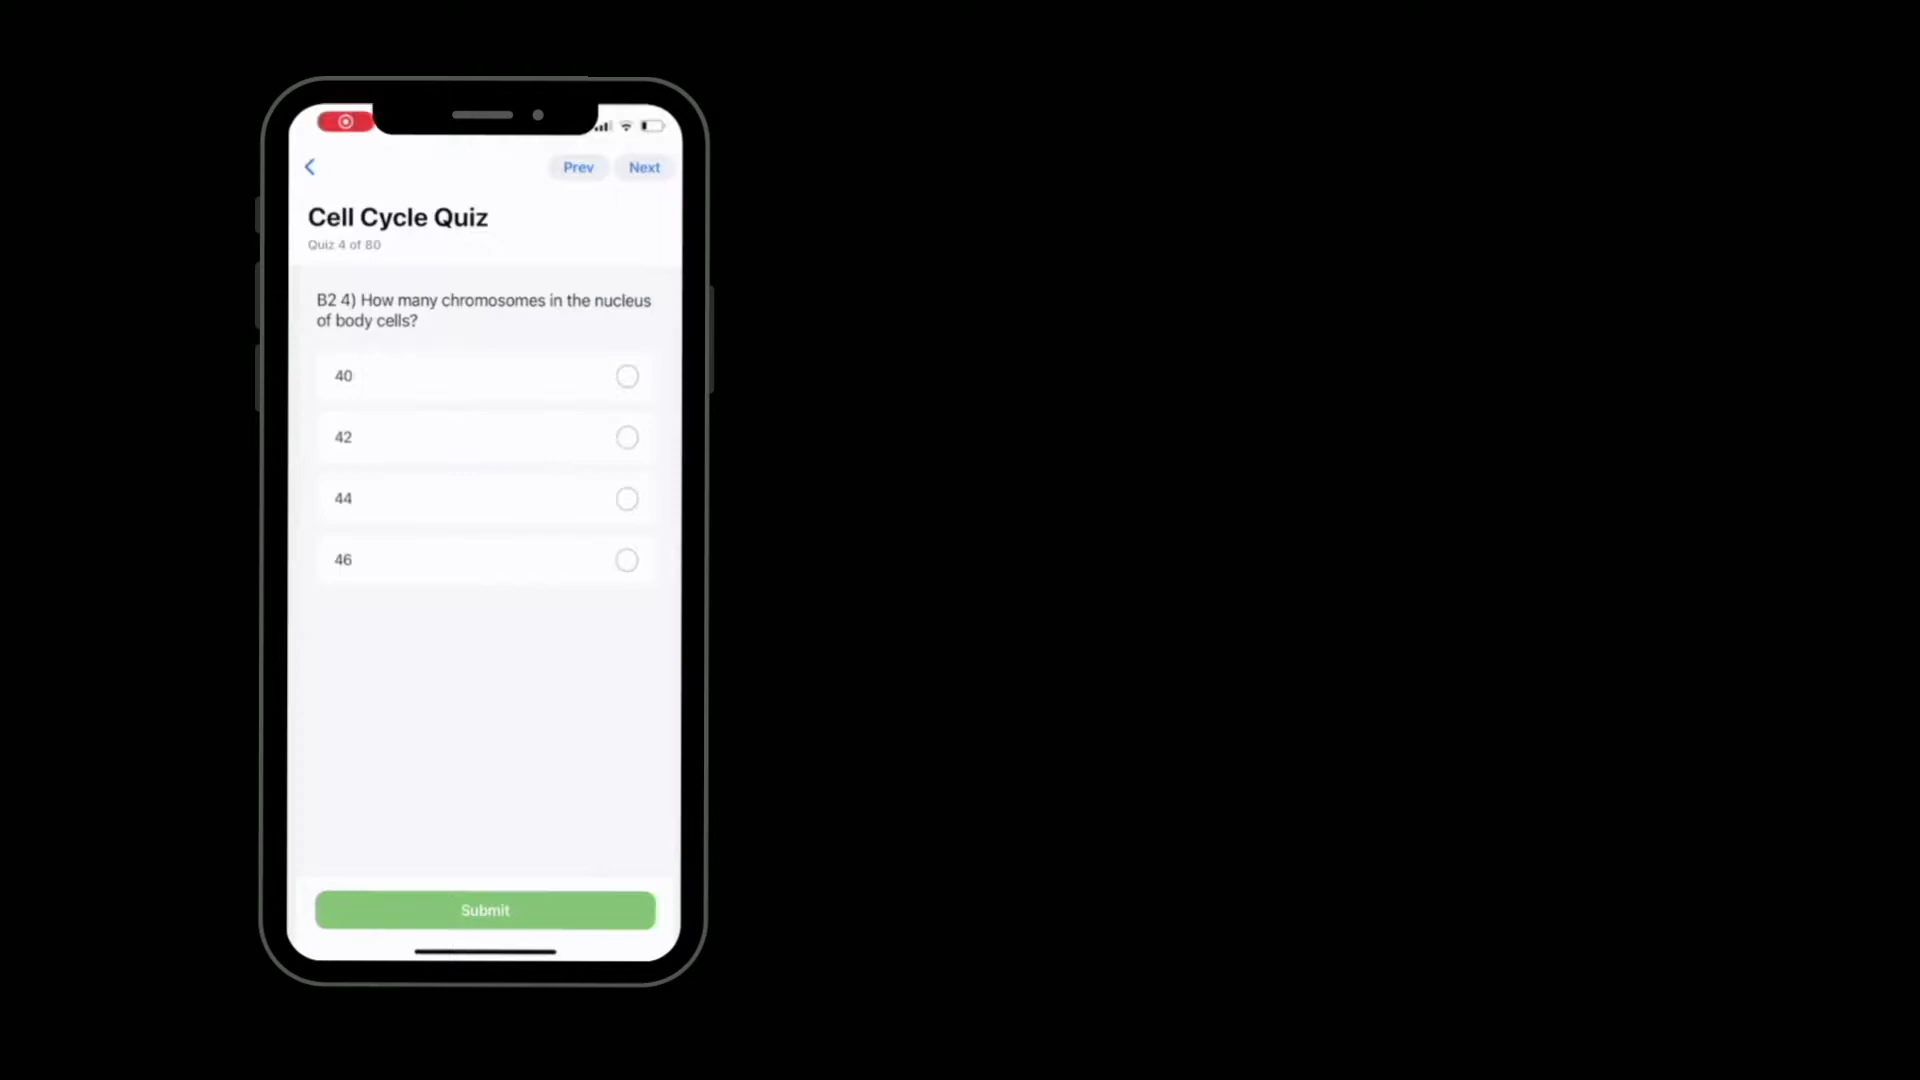 Prev Next
Cell Cycle Quiz
Quiz 4 of 80
B2 4) How many chromosomes in the nucleus
of body cells?
40
42
44
46
Submit